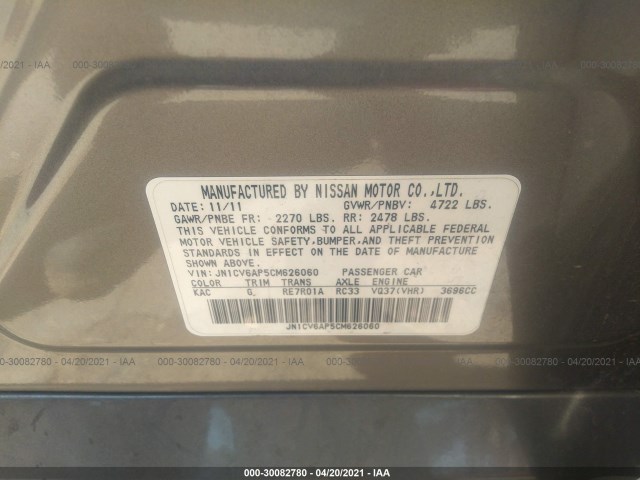 000-30082780 - 04/20/2021 - IAA
MANUFACTURED BY NISSAN MOTOR CO.,LTD.
DATE: 11/11 GVWR/PNBV: 4722 LBS.
GAWR/PNBE FR: 2270 LBS. RR: 2478 LBS.
THIS VEHICLE CONFORMS TO ALL APPLICABLE FEDERAL
MOTOR VEHICLE SAFETY, BUMPER, AND THEFT PREVENTION
STANDARDS IN EFFECT ON THE DATE OF MANUFACTURE
SHOWN ABOVE.
VIN: JN1CV6AP5CM626060 PASSENGER CAR
COLOR TRIM TRANS AXLE ENGINE
KAC G RE7R01A RC33 VQ37(VHR) 3696CC
JN1CV6AP5CM626060
000-30082780 - 04/20/2021 - IAA
000-30082780 - 04/20/2021 - IAA